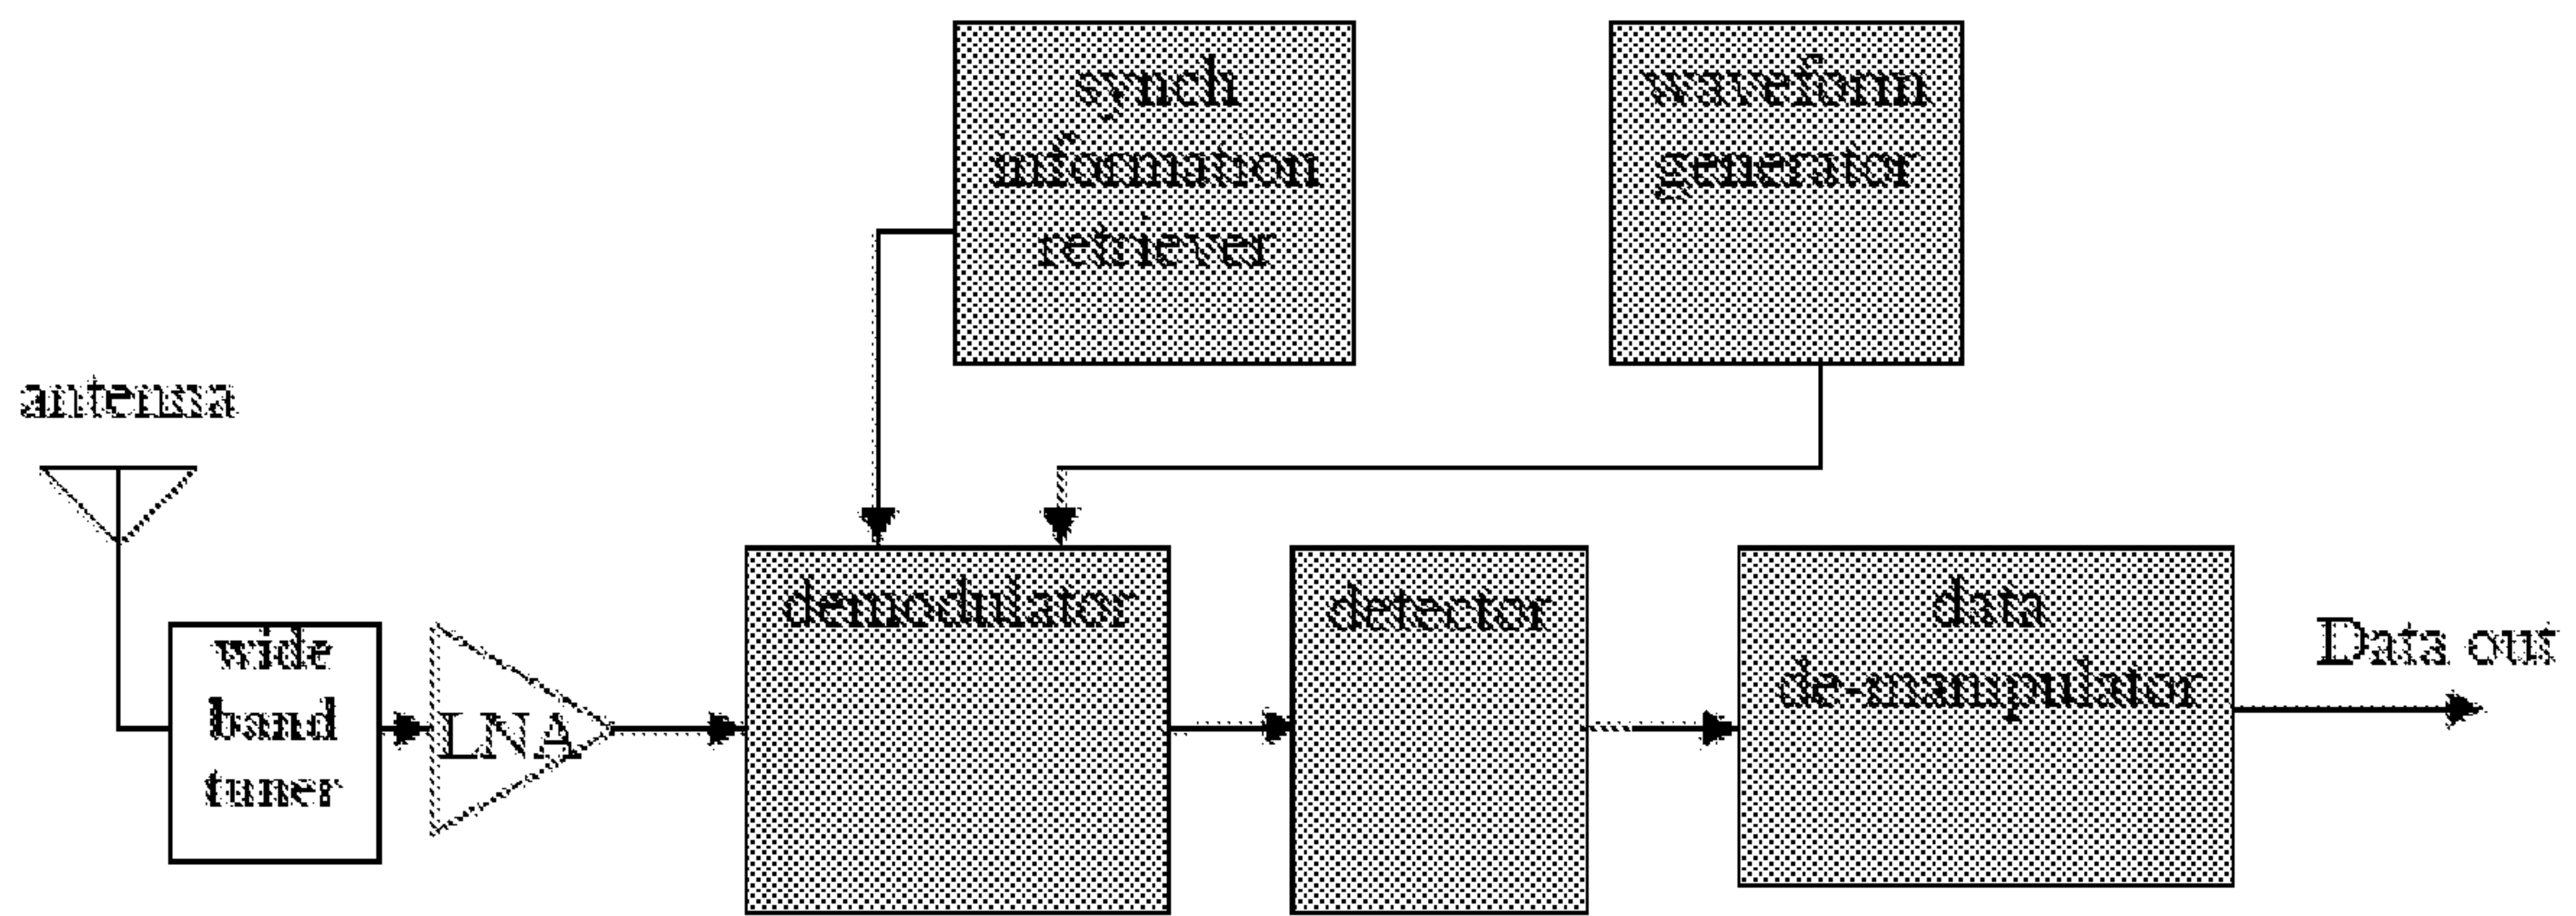 synch
information
retriever
waveform
generator
antenna
wide
band
tuner
LNA
demodulator
detector
data
de-manipulator
Data out